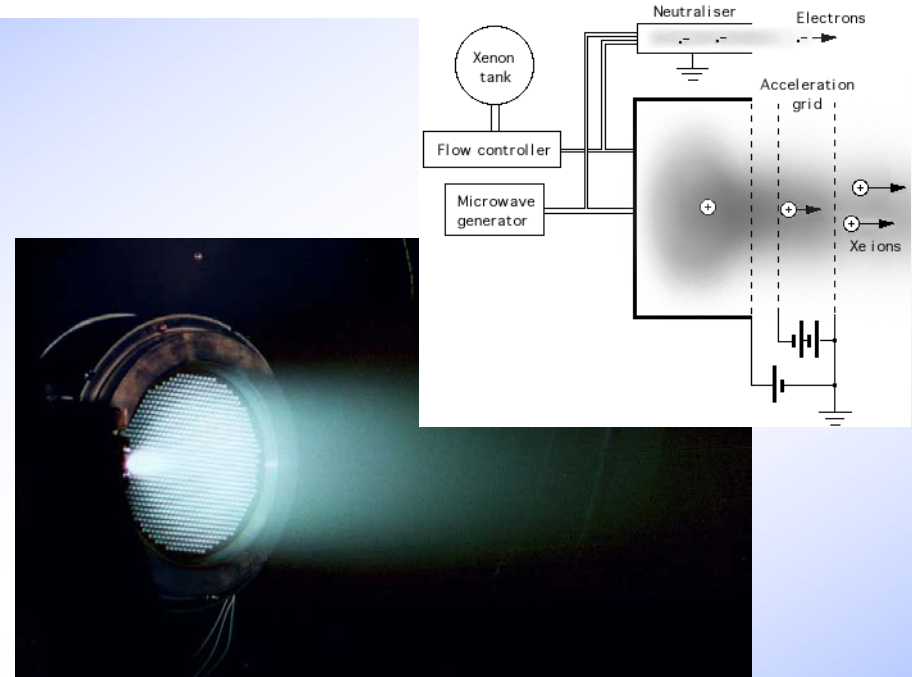 Neutraliser
Electrons
Xenon
tank
Acceleration
grid
Flow controller
Microwave
generator
Xe ions